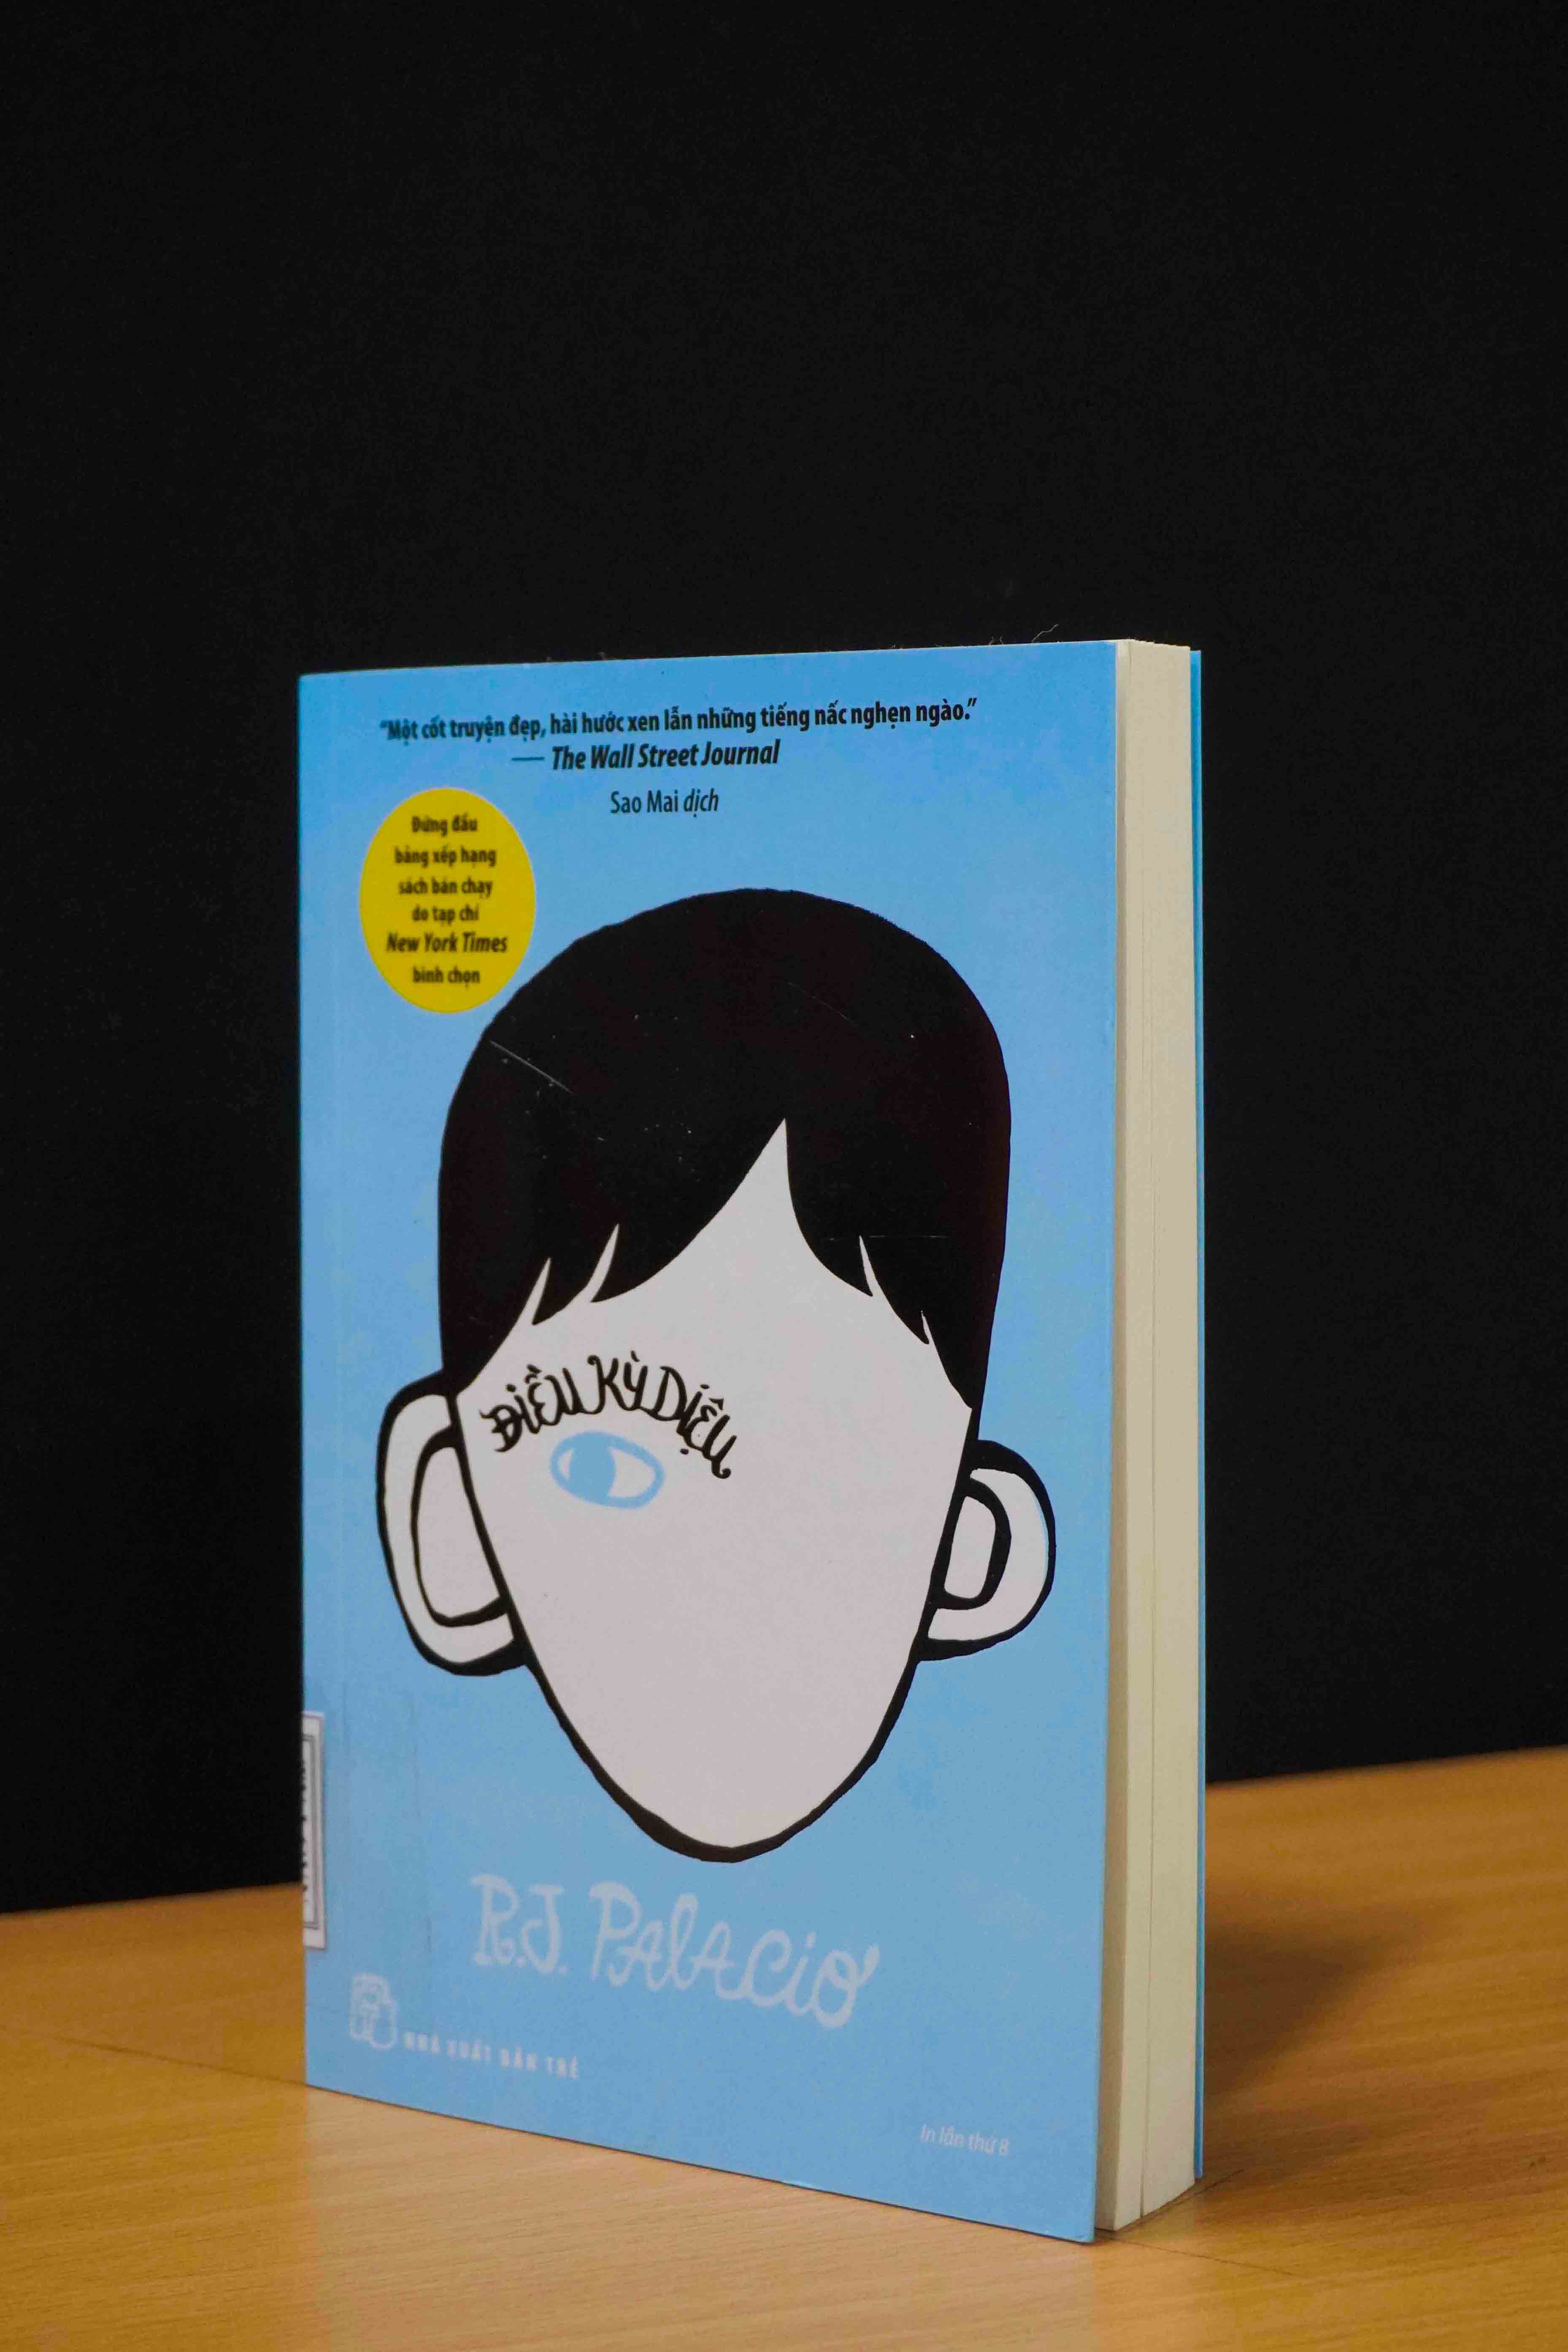 “Một cốt truyện đẹp, hài hước xen lẫn những tiếng nấc nghẹn ngào.”
— The Wall Street Journal
Sao Mai dịch
Đứng đầu
bảng xếp hạng
sách bán chạy
do tạp chí
New York Times
bình chọn
ĐIỀU KỲ DIỆU
R.J. PALACIO
NHÀ XUẤT BẢN TRẺ
In lần thứ 8